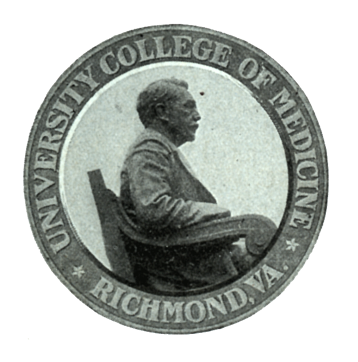 UNIVERSITY COLLEGE OF MEDICINE
RICHMOND, VA.